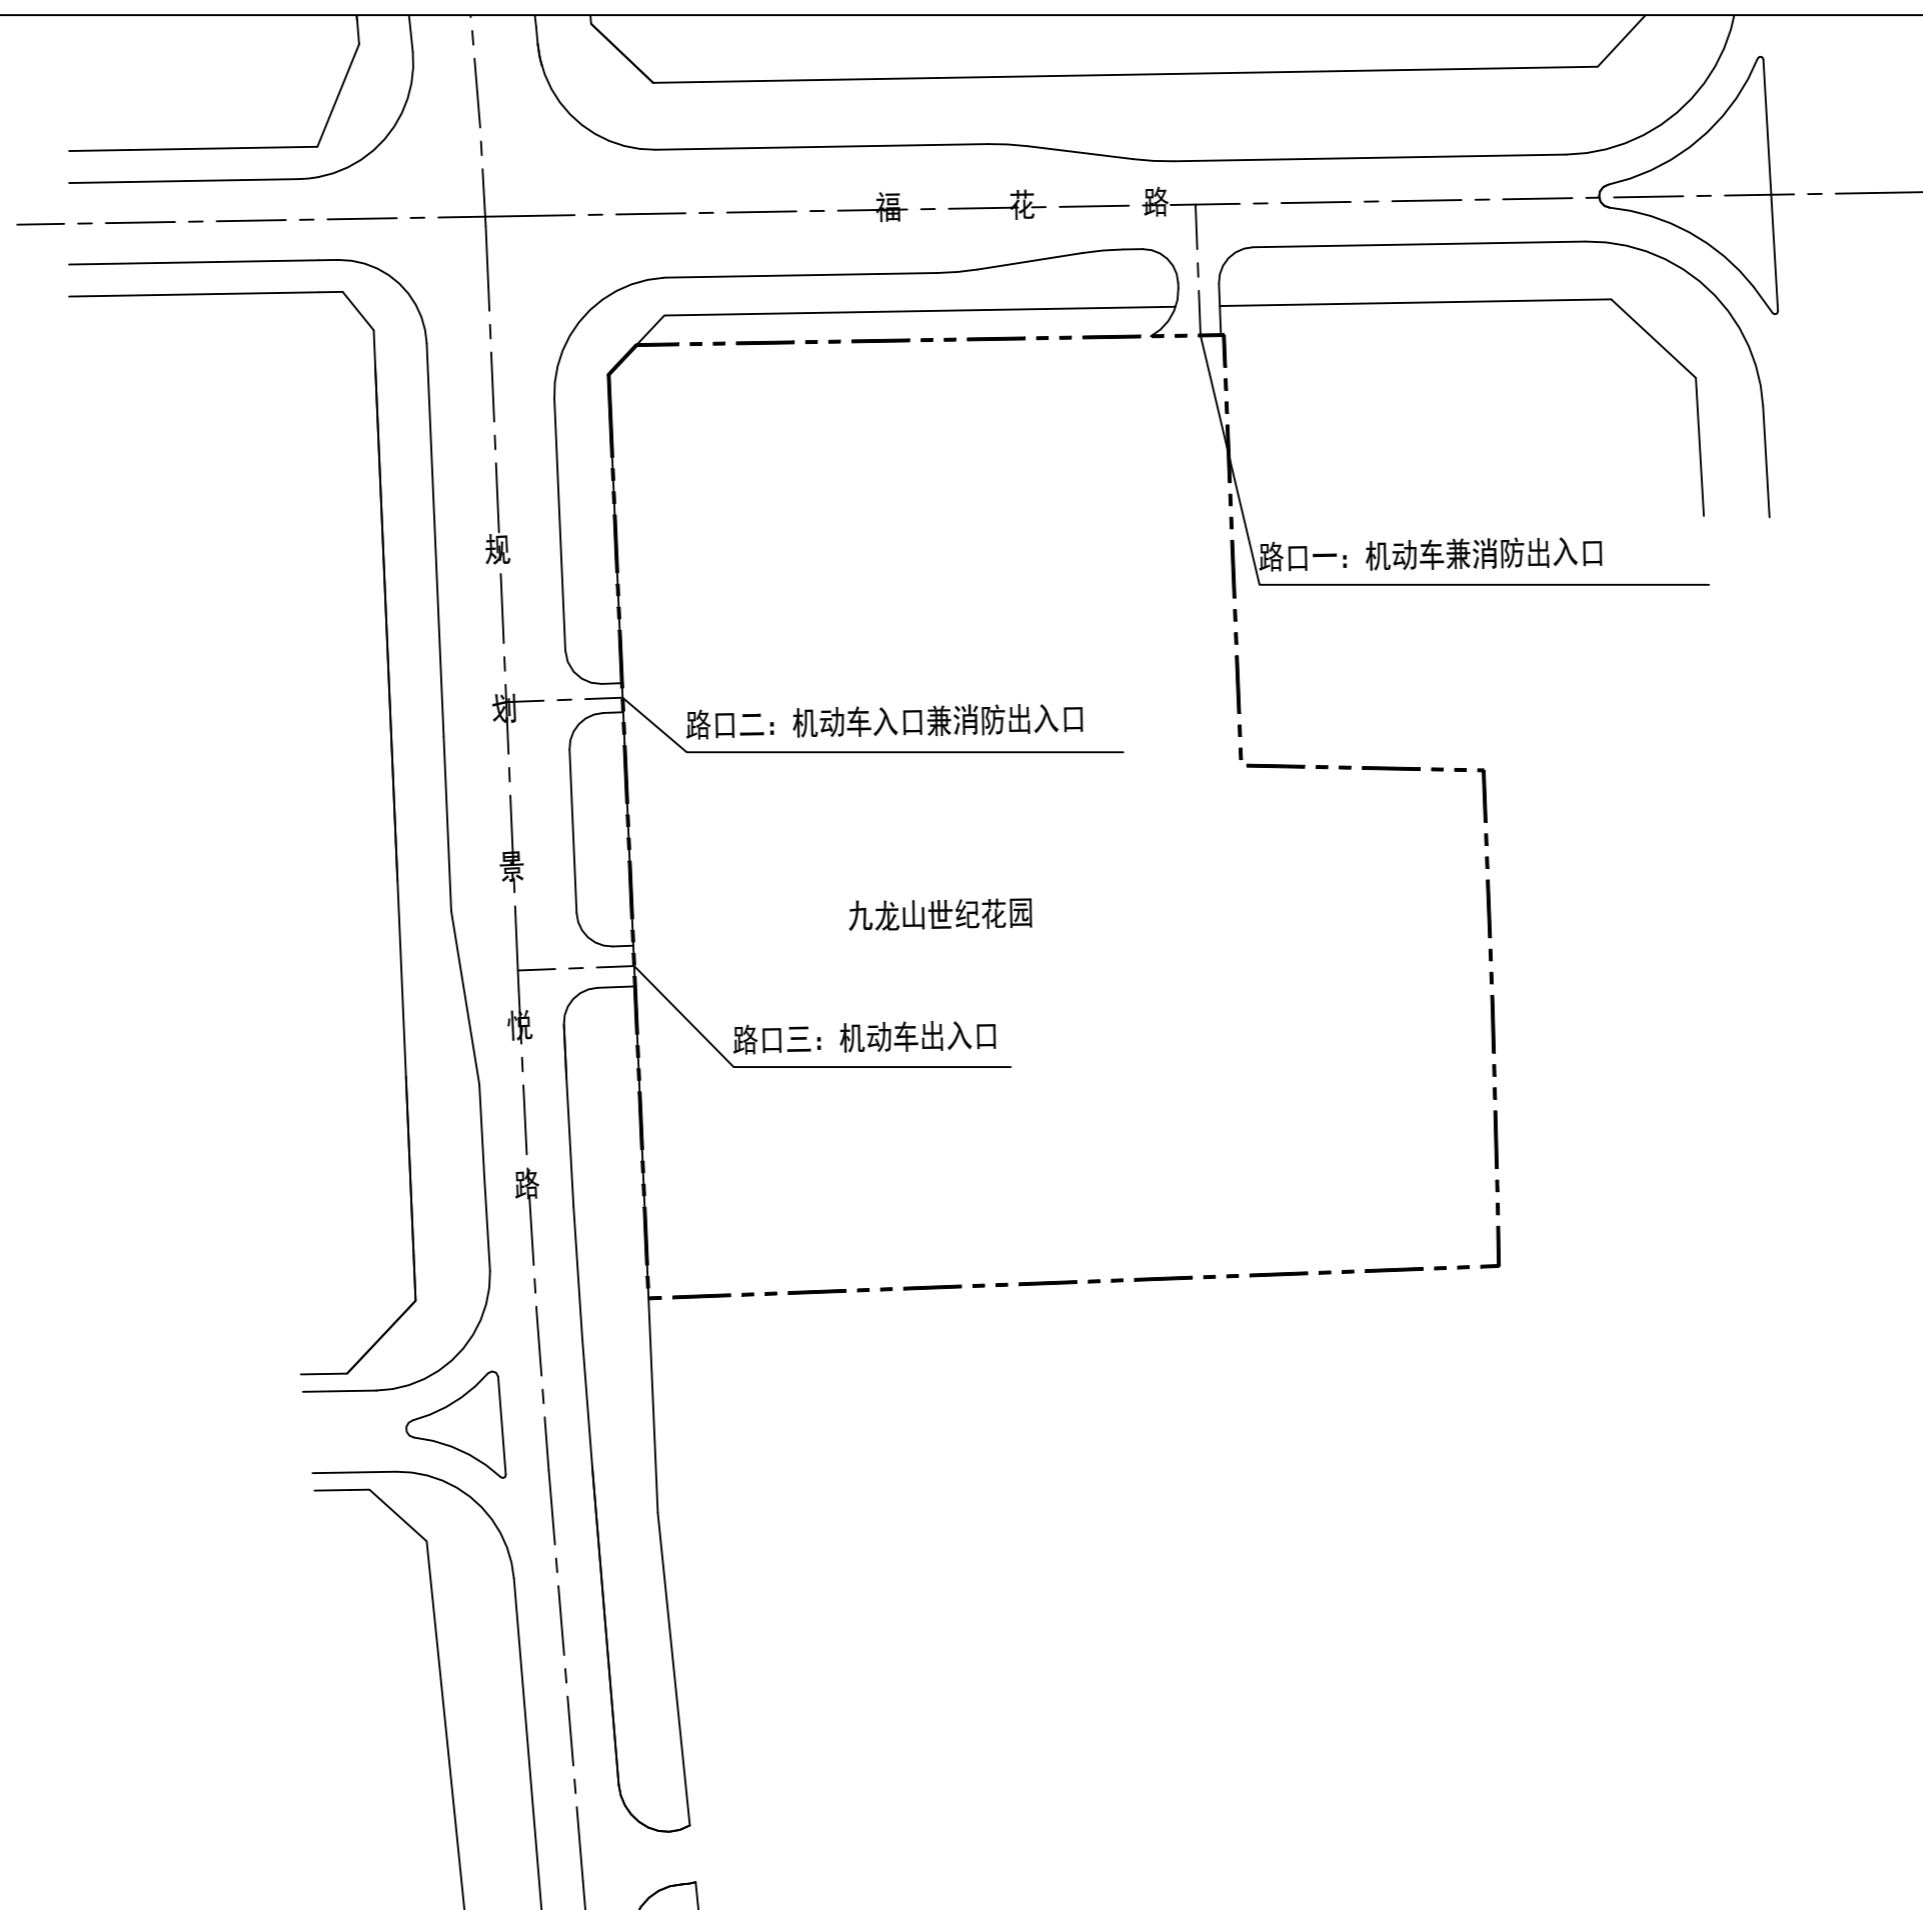 福花路
规划景悦路
路口一：机动车兼消防出入口
路口二：机动车入口兼消防出入口
九龙山世纪花园
路口三：机动车出入口